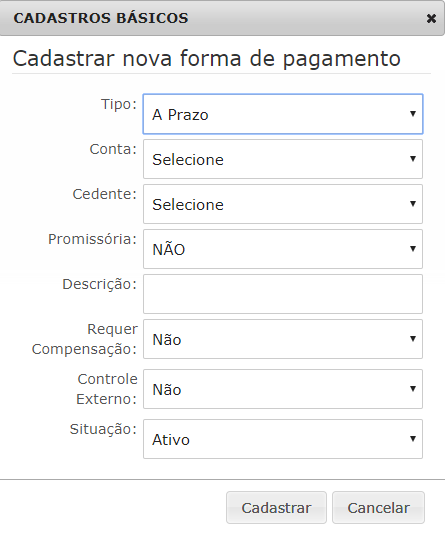 CADASTROS BÁSICOS ✖
Cadastrar nova forma de pagamento
Tipo: A Prazo
Conta: Selecione
Cedente: Selecione
Promissória: NÃO
Descrição:
Requer
Compensação: Não
Controle
Externo: Não
Situação: Ativo
Cadastrar Cancelar